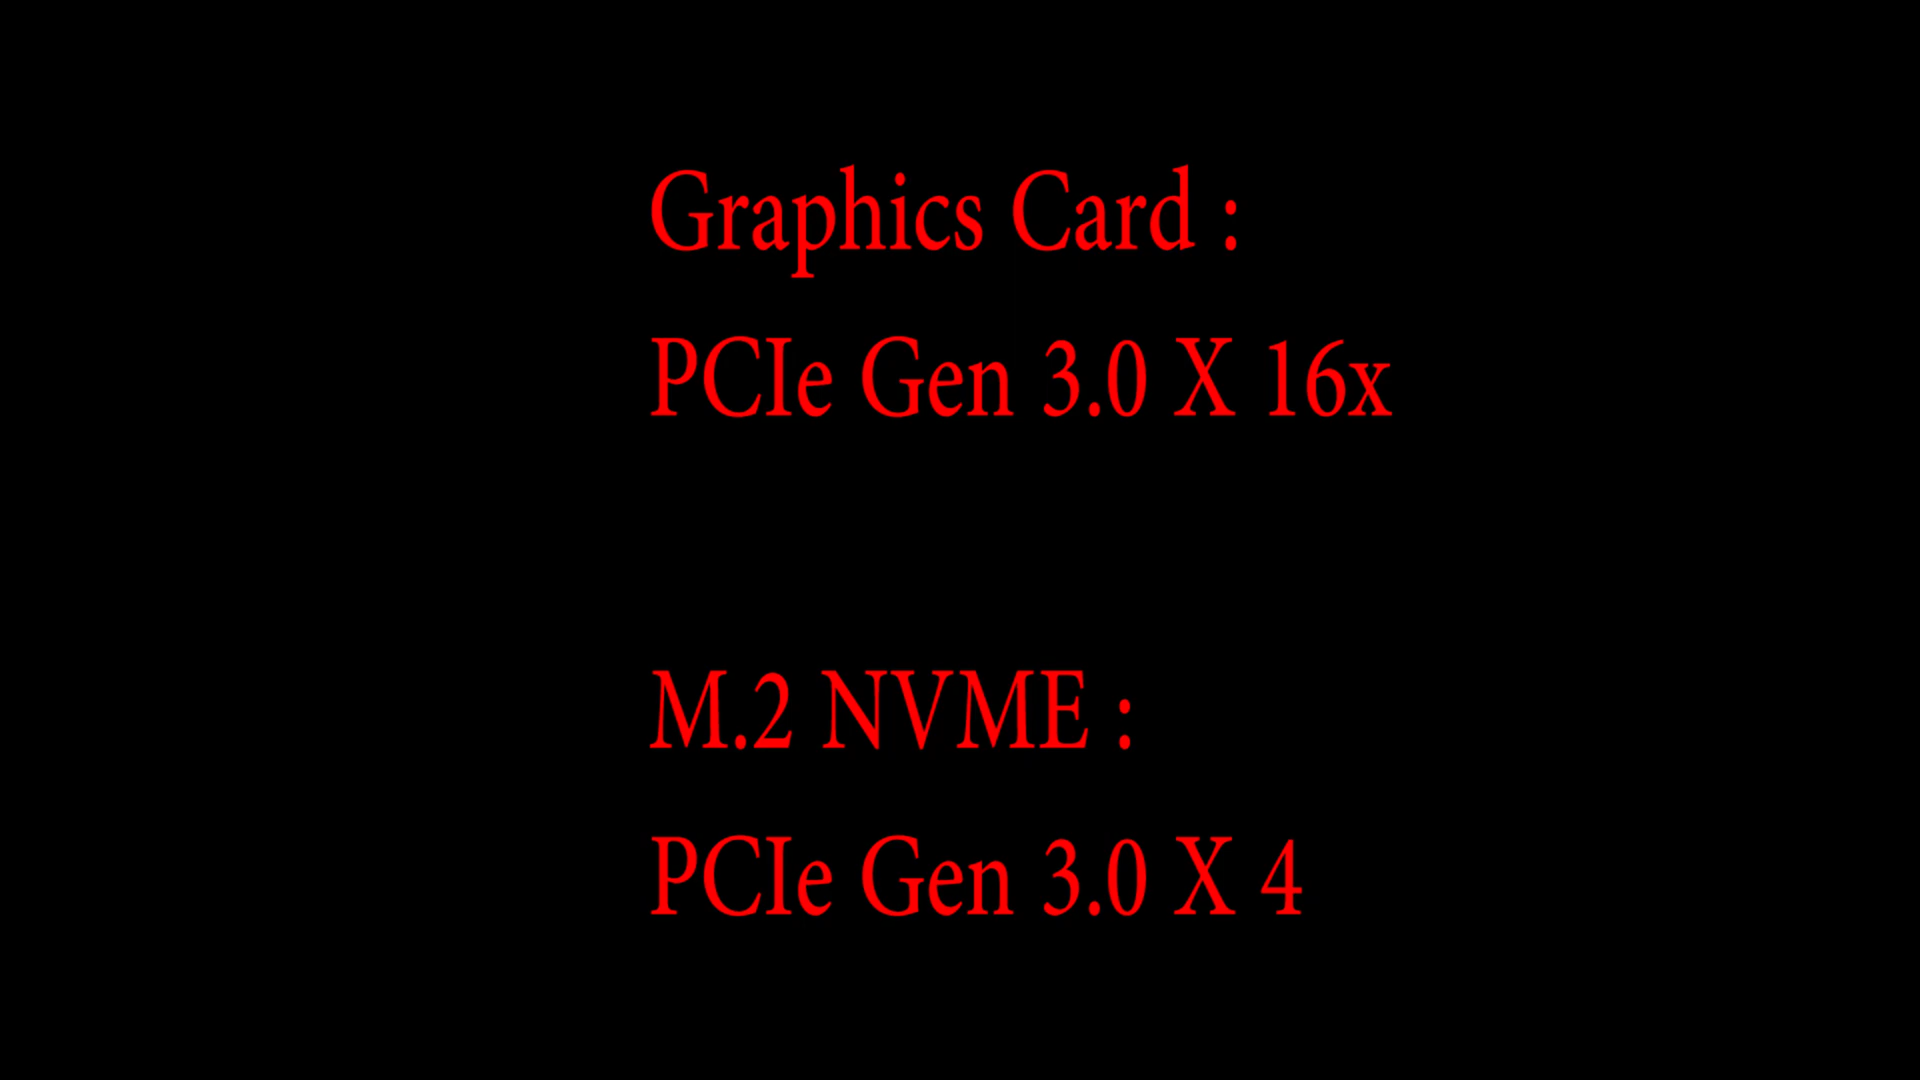 Graphics Card :
PCIe Gen 3.0 X 16x
M.2 NVME :
PCIe Gen 3.0 X 4